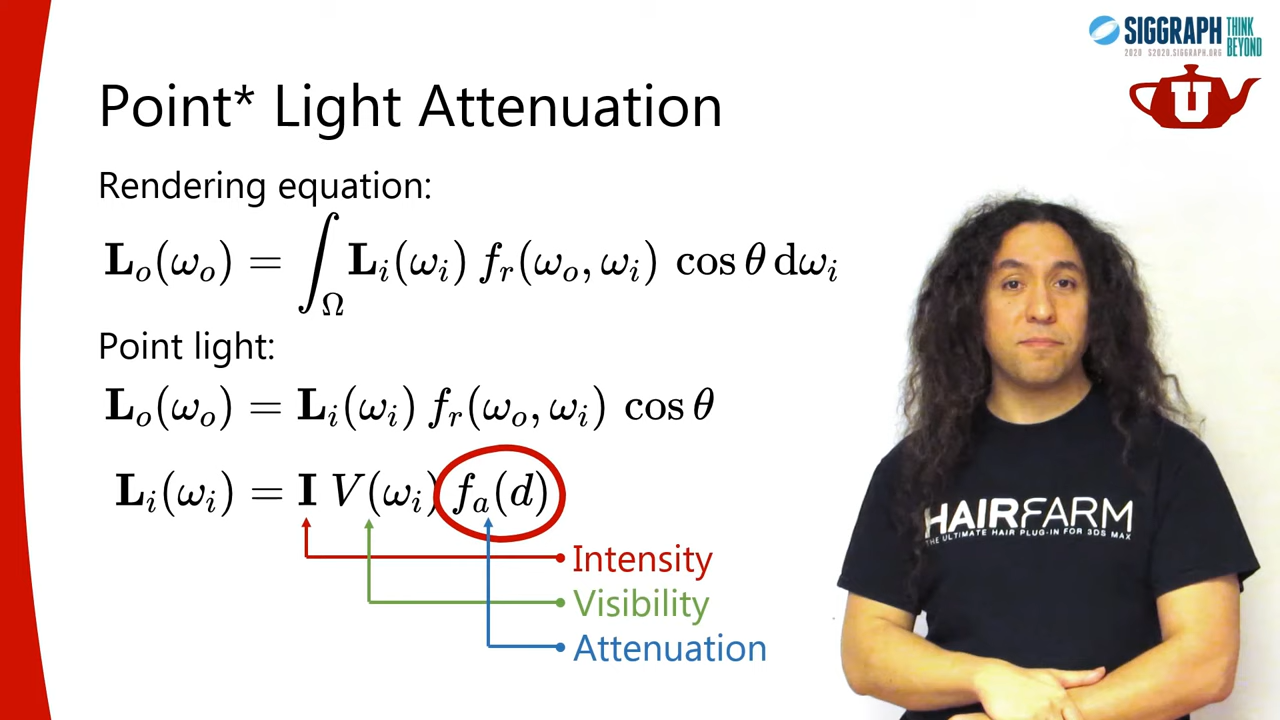 SIGGRAPH THINK BEYOND
2020 S2020.SIGGRAPH.ORG
U
Point* Light Attenuation
Rendering equation:
L_o(ω_o) = ∫_Ω L_i(ω_i) f_r(ω_o, ω_i) cos θ dω_i
Point light:
L_o(ω_o) = L_i(ω_i) f_r(ω_o, ω_i) cos θ
L_i(ω_i) = I V(ω_i) f_a(d)
Intensity
Visibility
Attenuation
HAIRFARM
THE ULTIMATE HAIR PLUG-IN FOR 3DS MAX